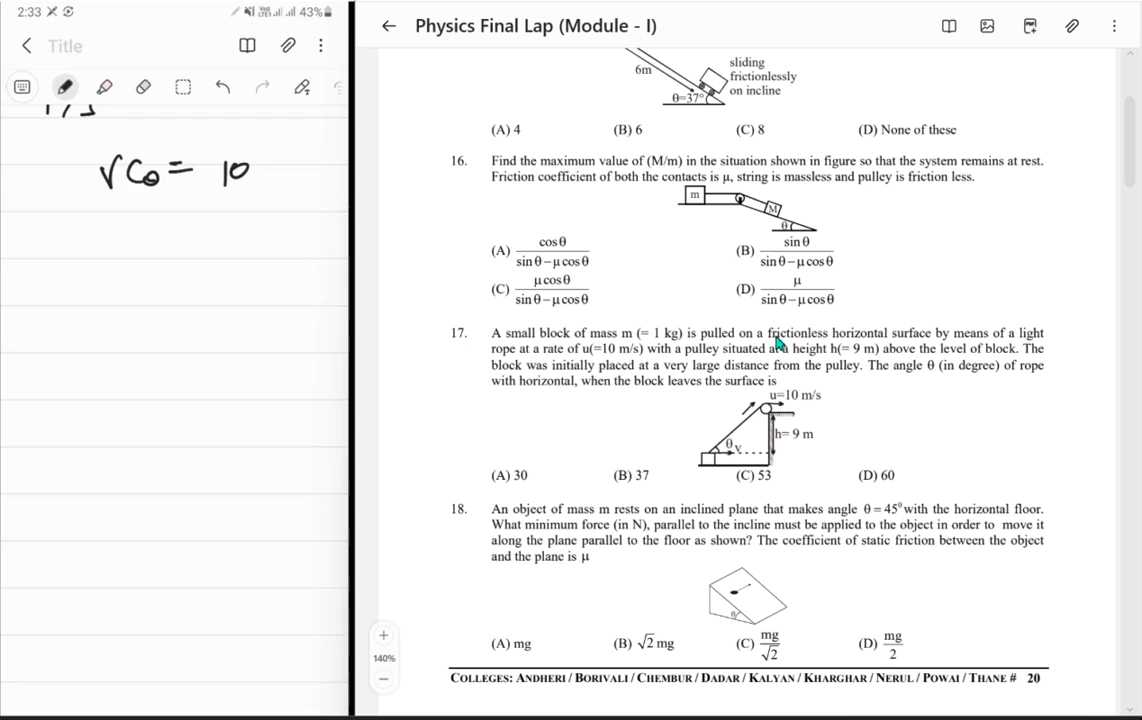 2:33 43%
Physics Final Lap (Module - I)
Title
6m
sliding
frictionlessly
on incline
θ=37°
(A) 4 (B) 6 (C) 8 (D) None of these
√Co = 10
16. Find the maximum value of (M/m) in the situation shown in figure so that the system remains at rest.
Friction coefficient of both the contacts is μ, string is massless and pulley is friction less.
m
M
θ
(A) cosθ / sinθ−μcosθ (B) sinθ / sinθ−μcosθ
(C) μcosθ / sinθ−μcosθ (D) μ / sinθ−μcosθ
17. A small block of mass m (= 1 kg) is pulled on a frictionless horizontal surface by means of a light
rope at a rate of u(=10 m/s) with a pulley situated at a height h(= 9 m) above the level of block. The
block was initially placed at a very large distance from the pulley. The angle θ (in degree) of rope
with horizontal, when the block leaves the surface is
u=10 m/s
h= 9 m
θ
v
(A) 30 (B) 37 (C) 53 (D) 60
18. An object of mass m rests on an inclined plane that makes angle θ = 45⁰ with the horizontal floor.
What minimum force (in N), parallel to the incline must be applied to the object in order to move it
along the plane parallel to the floor as shown? The coefficient of static friction between the object
and the plane is μ
θ
(A) mg (B) √2 mg (C) mg/√2 (D) mg/2
140%
COLLEGES: ANDHERI / BORIVALI / CHEMBUR / DADAR / KALYAN / KHARGHAR / NERUL / POWAI / THANE # 20